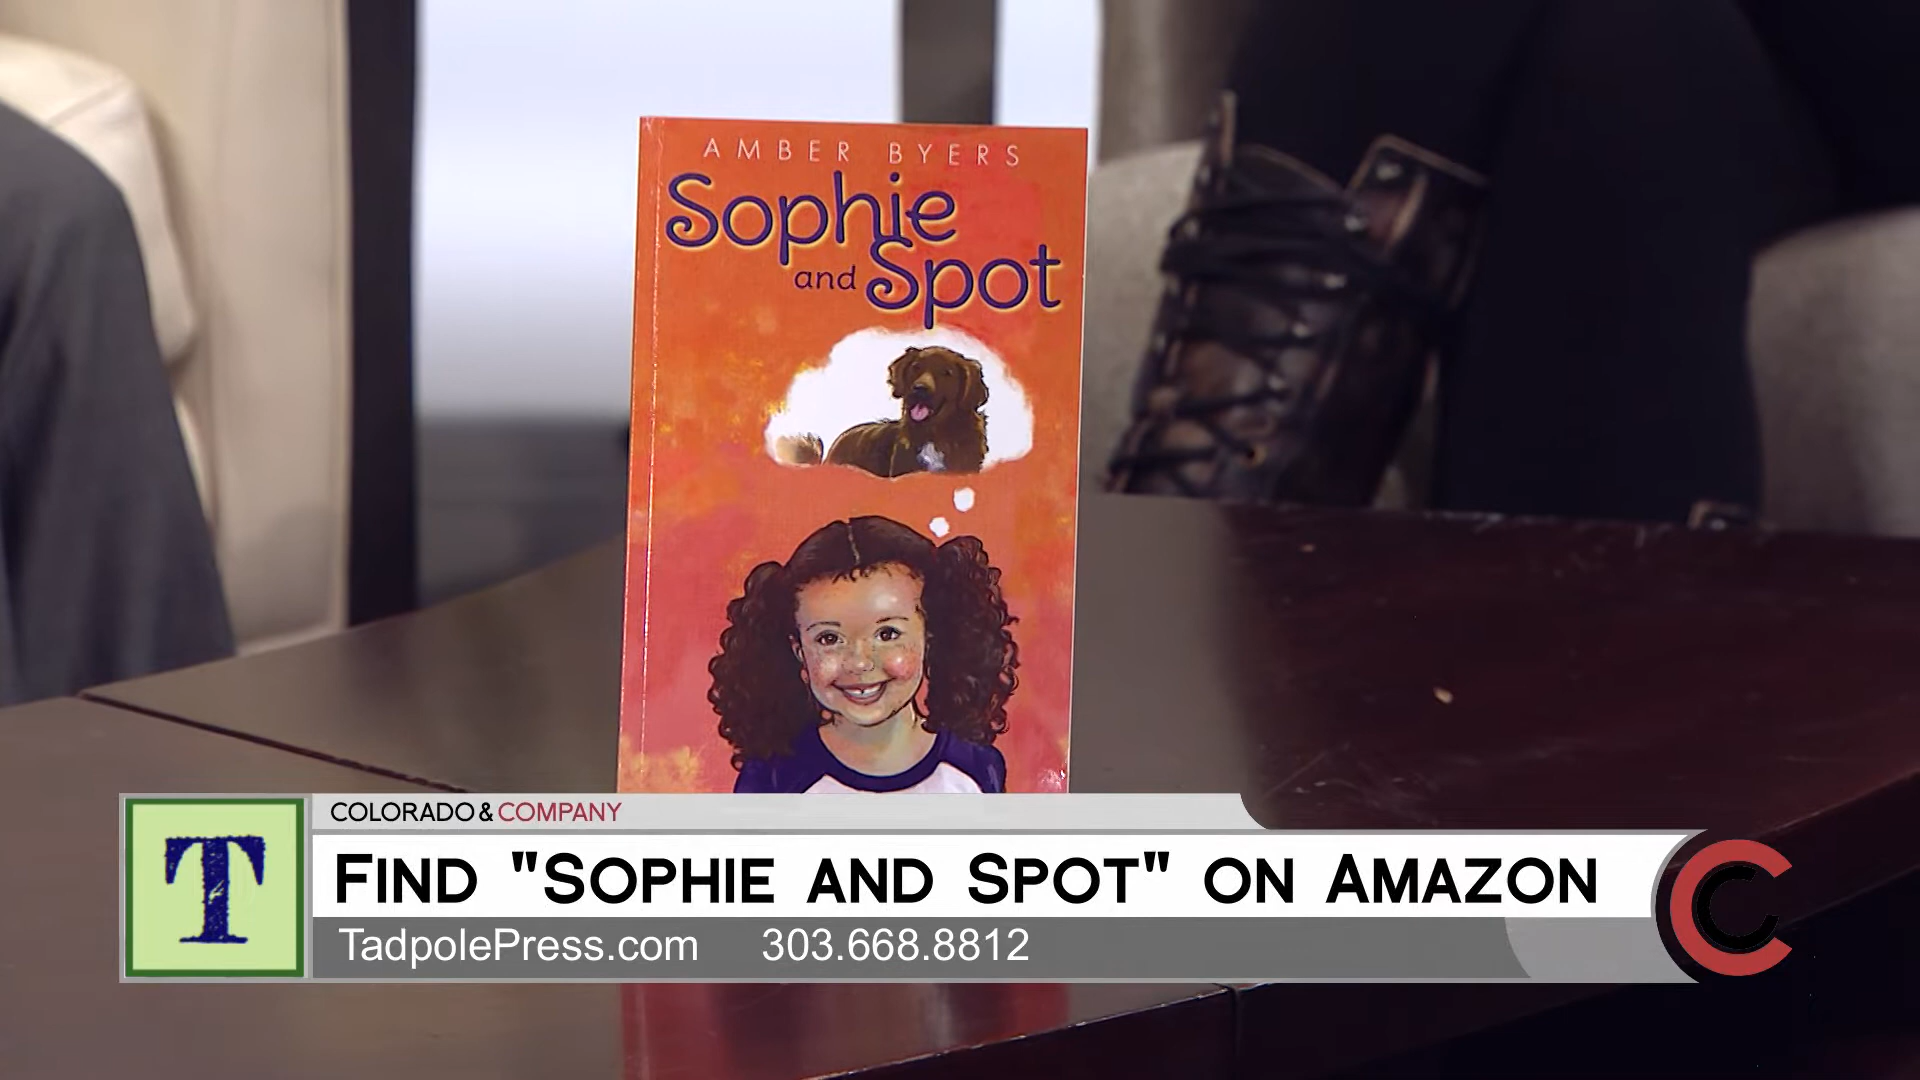 AMBER BYERS
Sophie
and Spot
COLORADO & COMPANY
T
FIND "SOPHIE AND SPOT" ON AMAZON
TadpolePress.com 303.668.8812